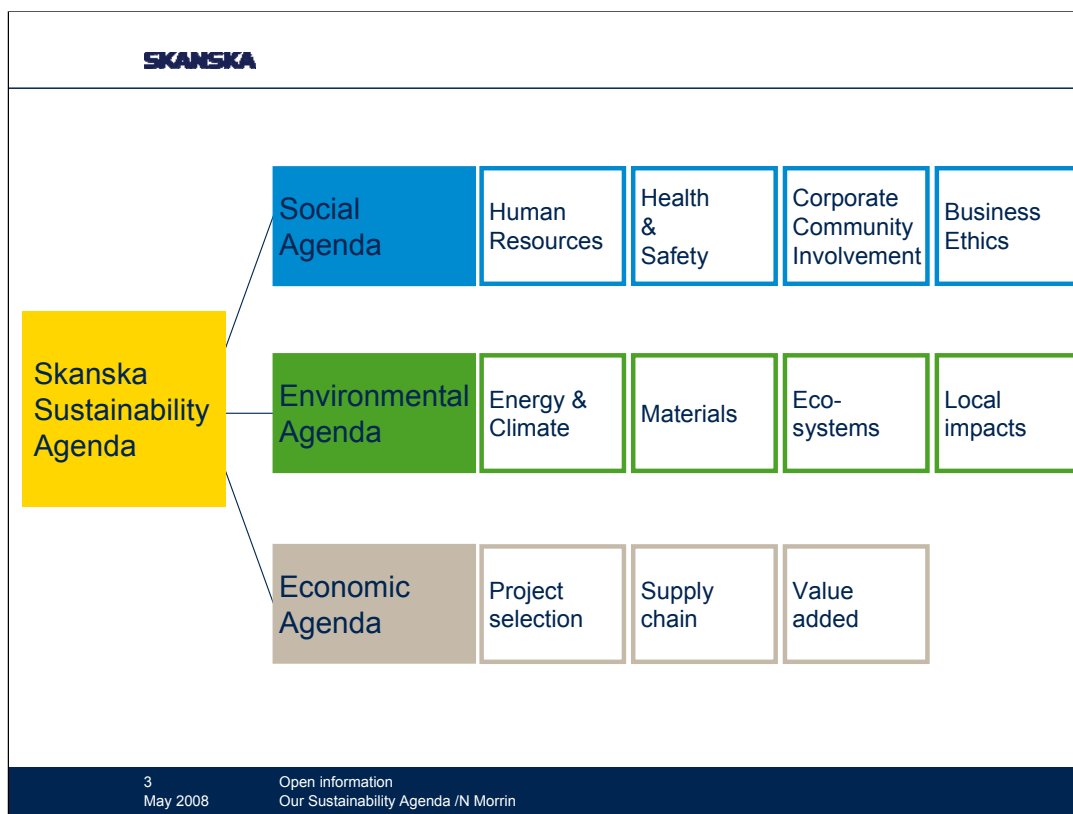 SKANSKA
Social
Agenda
Human
Resources
Health
&
Safety
Corporate
Community
Involvement
Business
Ethics
Skanska
Sustainability
Agenda
Environmental
Agenda
Energy &
Climate
Materials
Eco-
systems
Local
impacts
Economic
Agenda
Project
selection
Supply
chain
Value
added
3
Open information
May 2008
Our Sustainability Agenda /N Morrin